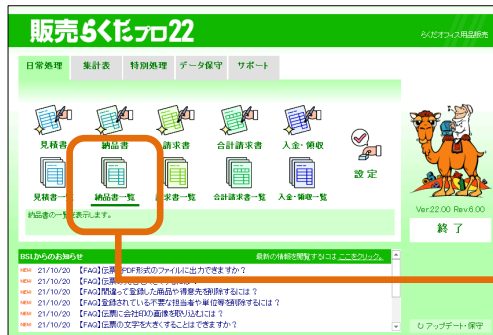 販売らくだプロ22
らくだオフィス用品販売
日常処理 集計表 特別処理 データ保守 サポート
見積書 納品書 請求書 合計請求書 入金・領収
設定
見積書一覧 納品書一覧 請求書一覧 合計請求書一覧 入金・領収一覧
納品書の一覧を表示します。
Ver.22.00 Rev.6.00
終了
BSLからのお知らせ 最新の情報を閲覧するにはここをクリック。
NEW 21/10/20 【FAQ】伝票をPDF形式のファイルに出力できますか?
NEW 21/10/20 【FAQ】伝票の
NEW 21/10/20 【FAQ】間違って登録した商品や得意先を削除するには?
NEW 21/10/20 【FAQ】登録されている不要な担当者や単位等を削除するには?
NEW 21/10/20 【FAQ】伝票に会社印の画像を取り込むには?
NEW 21/10/20 【FAQ】伝票の文字を大きくすることはできますか?
アップデート・保守